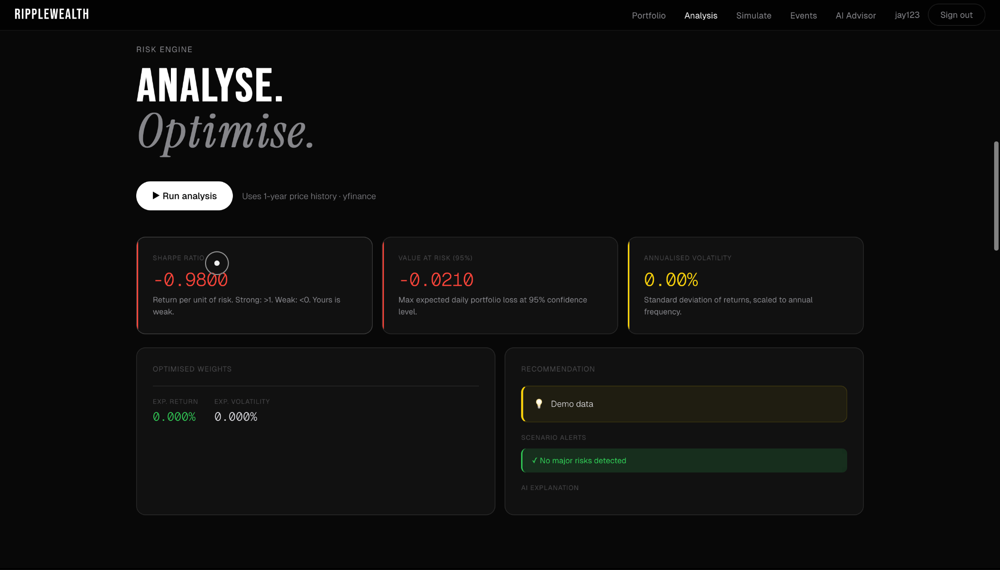 RIPPLEWEALTH
Portfolio
Analysis
Simulate
Events
AI Advisor
jay123
Sign out
RISK ENGINE
ANALYSE.
Optimise.
▶ Run analysis
Uses 1-year price history · yfinance
SHARPE RATIO
-0.9800
Return per unit of risk. Strong: >1. Weak: <0. Yours is
weak.
VALUE AT RISK (95%)
-0.0210
Max expected daily portfolio loss at 95% confidence
level.
ANNUALISED VOLATILITY
0.00%
Standard deviation of returns, scaled to annual
frequency.
OPTIMISED WEIGHTS
EXP. RETURN
0.000%
EXP. VOLATILITY
0.000%
RECOMMENDATION
💡 Demo data
SCENARIO ALERTS
✓ No major risks detected
AI EXPLANATION